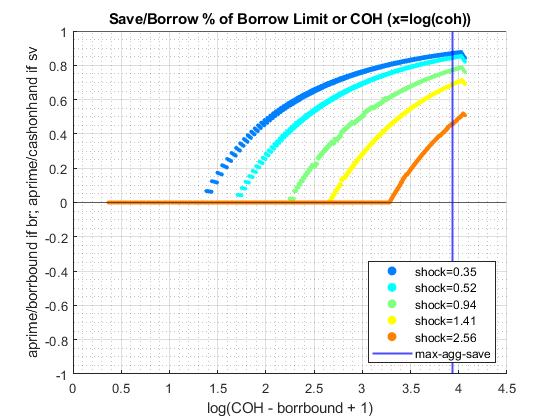 Save/Borrow % of Borrow Limit or COH (x=log(coh))
aprime/borrbound if br; aprime/cashonhand if sv
1
0.8
0.6
0.4
0.2
0
-0.2
-0.4
-0.6
-0.8
-1
shock=0.35
shock=0.52
shock=0.94
shock=1.41
shock=2.56
max-agg-save
0 0.5 1 1.5 2 2.5 3 3.5 4 4.5
log(COH - borrbound + 1)